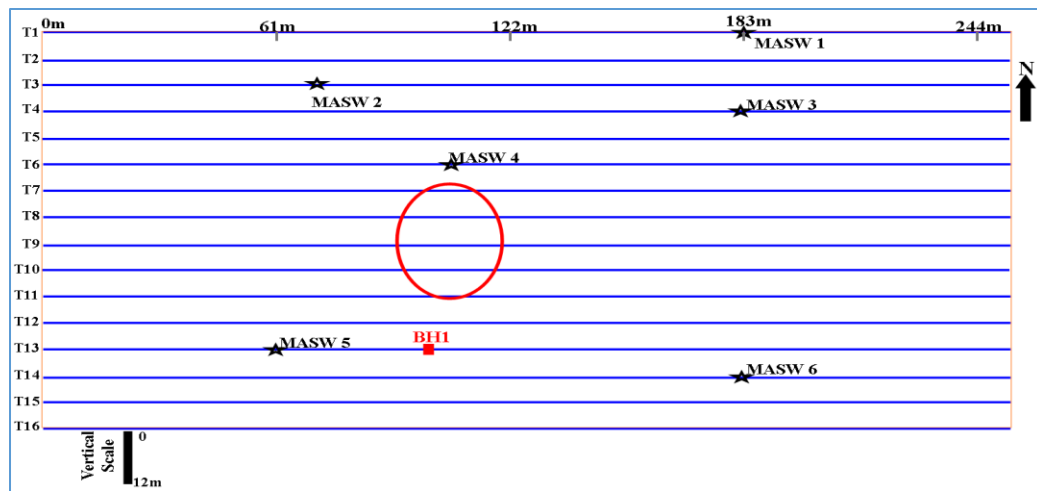 0m 61m 122m 183m 244m
T1
MASW 1
T2
N
T3
MASW 2
T4 MASW 3
T5
T6 MASW 4
T7
T8
T9
T10
T11
T12
BH1
T13 MASW 5
T14 MASW 6
T15
T16
Vertical
Scale
0
12m